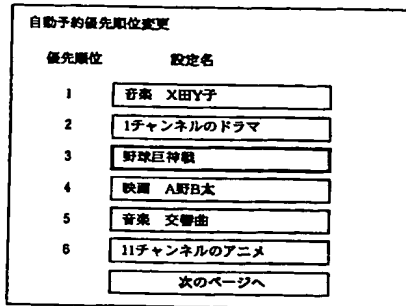 自動予約優先順位変更
優先順位 設定名
1 音楽 X田Y子
2 1チャンネルのドラマ
3 野球巨神戦
4 映画 A野B太
5 音楽 交響曲
6 11チャンネルのアニメ
次のページへ